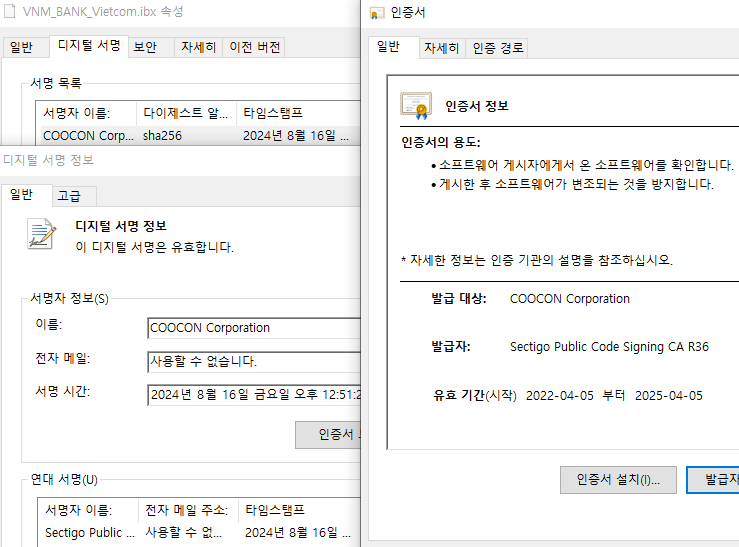 VNM_BANK_Vietcom.ibx 속성
일반 디지털 서명 보안 자세히 이전 버전
서명 목록
서명자 이름: 다이제스트 알... 타임스탬프
COOCON Corp... sha256 2024년 8월 16일 ...
디지털 서명 정보
일반 고급
디지털 서명 정보
이 디지털 서명은 유효합니다.
서명자 정보(S)
이름: COOCON Corporation
전자 메일: 사용할 수 없습니다.
서명 시간: 2024년 8월 16일 금요일 오후 12:51:2
인증서
연대 서명(U)
서명자 이름: 전자 메일 주소: 타임스탬프
Sectigo Public ... 사용할 수 없... 2024년 8월 16일 ...
인증서
일반 자세히 인증 경로
인증서 정보
인증서의 용도:
• 소프트웨어 게시자에게서 온 소프트웨어를 확인합니다.
• 게시한 후 소프트웨어가 변조되는 것을 방지합니다.
* 자세한 정보는 인증 기관의 설명을 참조하십시오.
발급 대상: COOCON Corporation
발급자: Sectigo Public Code Signing CA R36
유효 기간(시작) 2022-04-05 부터 2025-04-05
인증서 설치(I)... 발급자